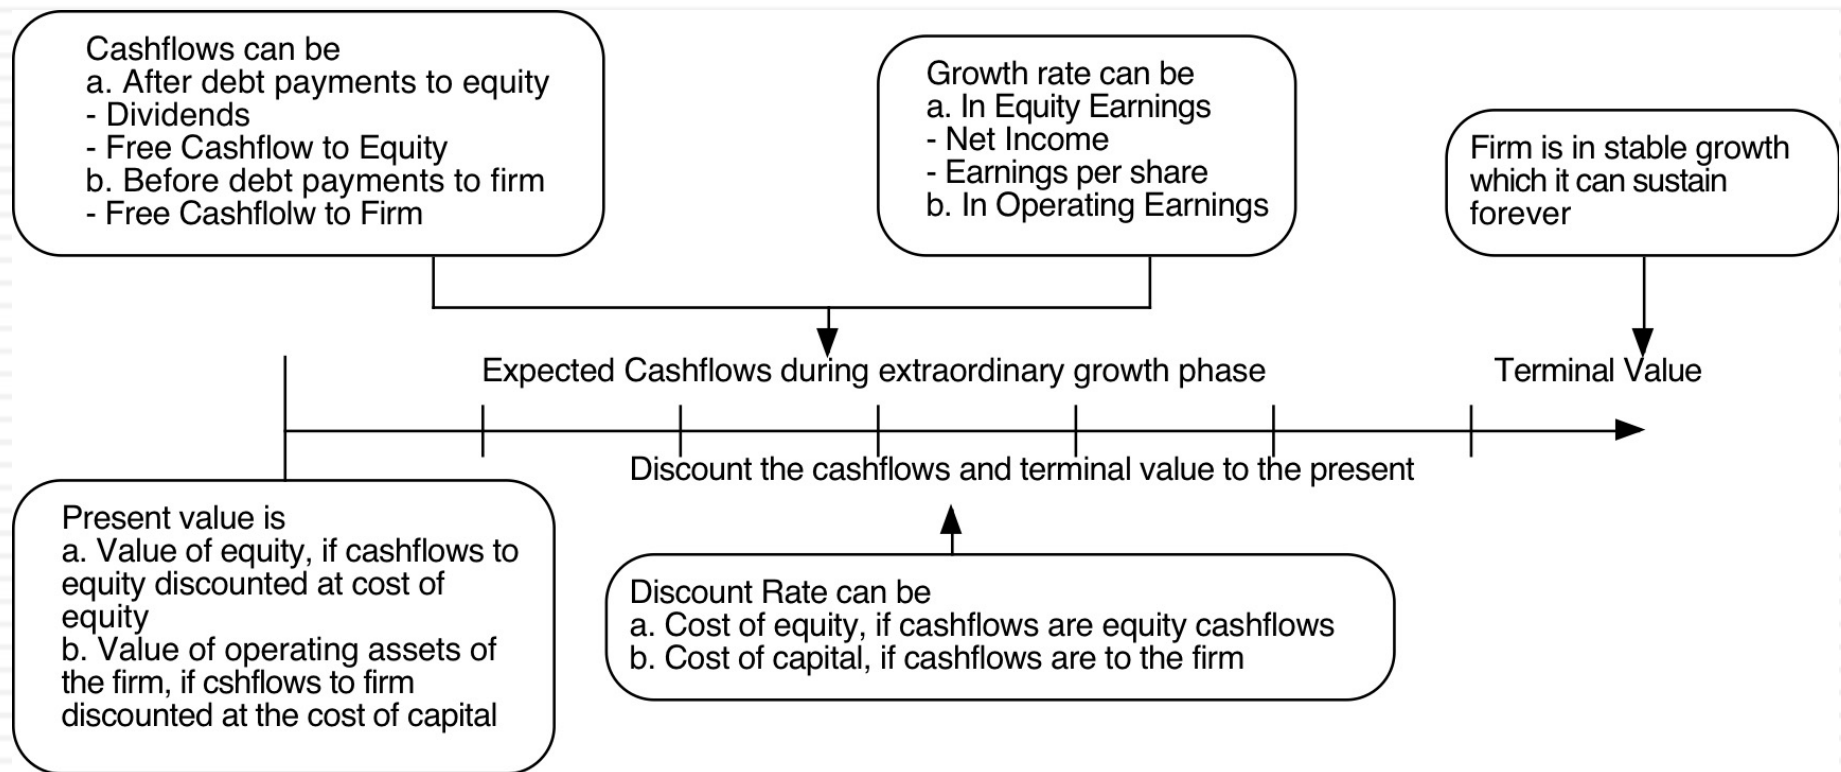 Cashflows can be
a. After debt payments to equity
- Dividends
- Free Cashflow to Equity
b. Before debt payments to firm
- Free Cashflolw to Firm
Growth rate can be
a. In Equity Earnings
- Net Income
- Earnings per share
b. In Operating Earnings
Firm is in stable growth
which it can sustain
forever
Expected Cashflows during extraordinary growth phase
Terminal Value
Discount the cashflows and terminal value to the present
Present value is
a. Value of equity, if cashflows to
equity discounted at cost of
equity
b. Value of operating assets of
the firm, if cshflows to firm
discounted at the cost of capital
Discount Rate can be
a. Cost of equity, if cashflows are equity cashflows
b. Cost of capital, if cashflows are to the firm